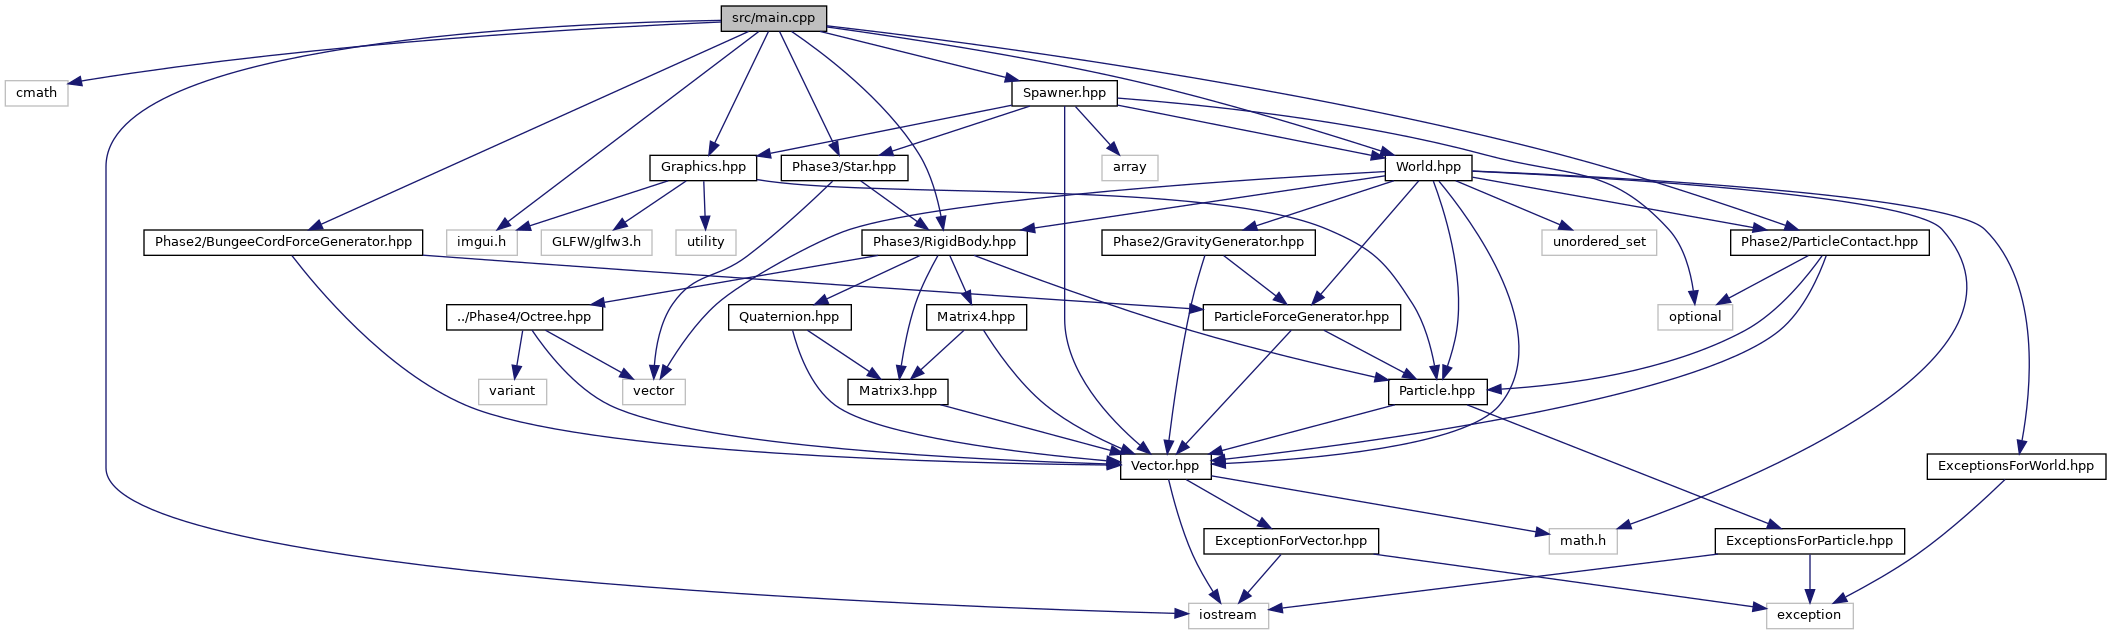 src/main.cpp
cmath
Spawner.hpp
Graphics.hpp
Phase3/Star.hpp
array
World.hpp
Phase2/BungeeCordForceGenerator.hpp
imgui.h
GLFW/glfw3.h
utility
Phase3/RigidBody.hpp
Phase2/GravityGenerator.hpp
unordered_set
Phase2/ParticleContact.hpp
../Phase4/Octree.hpp
Quaternion.hpp
Matrix4.hpp
ParticleForceGenerator.hpp
optional
variant
vector
Matrix3.hpp
Particle.hpp
Vector.hpp
ExceptionsForWorld.hpp
ExceptionForVector.hpp
math.h
ExceptionsForParticle.hpp
iostream
exception